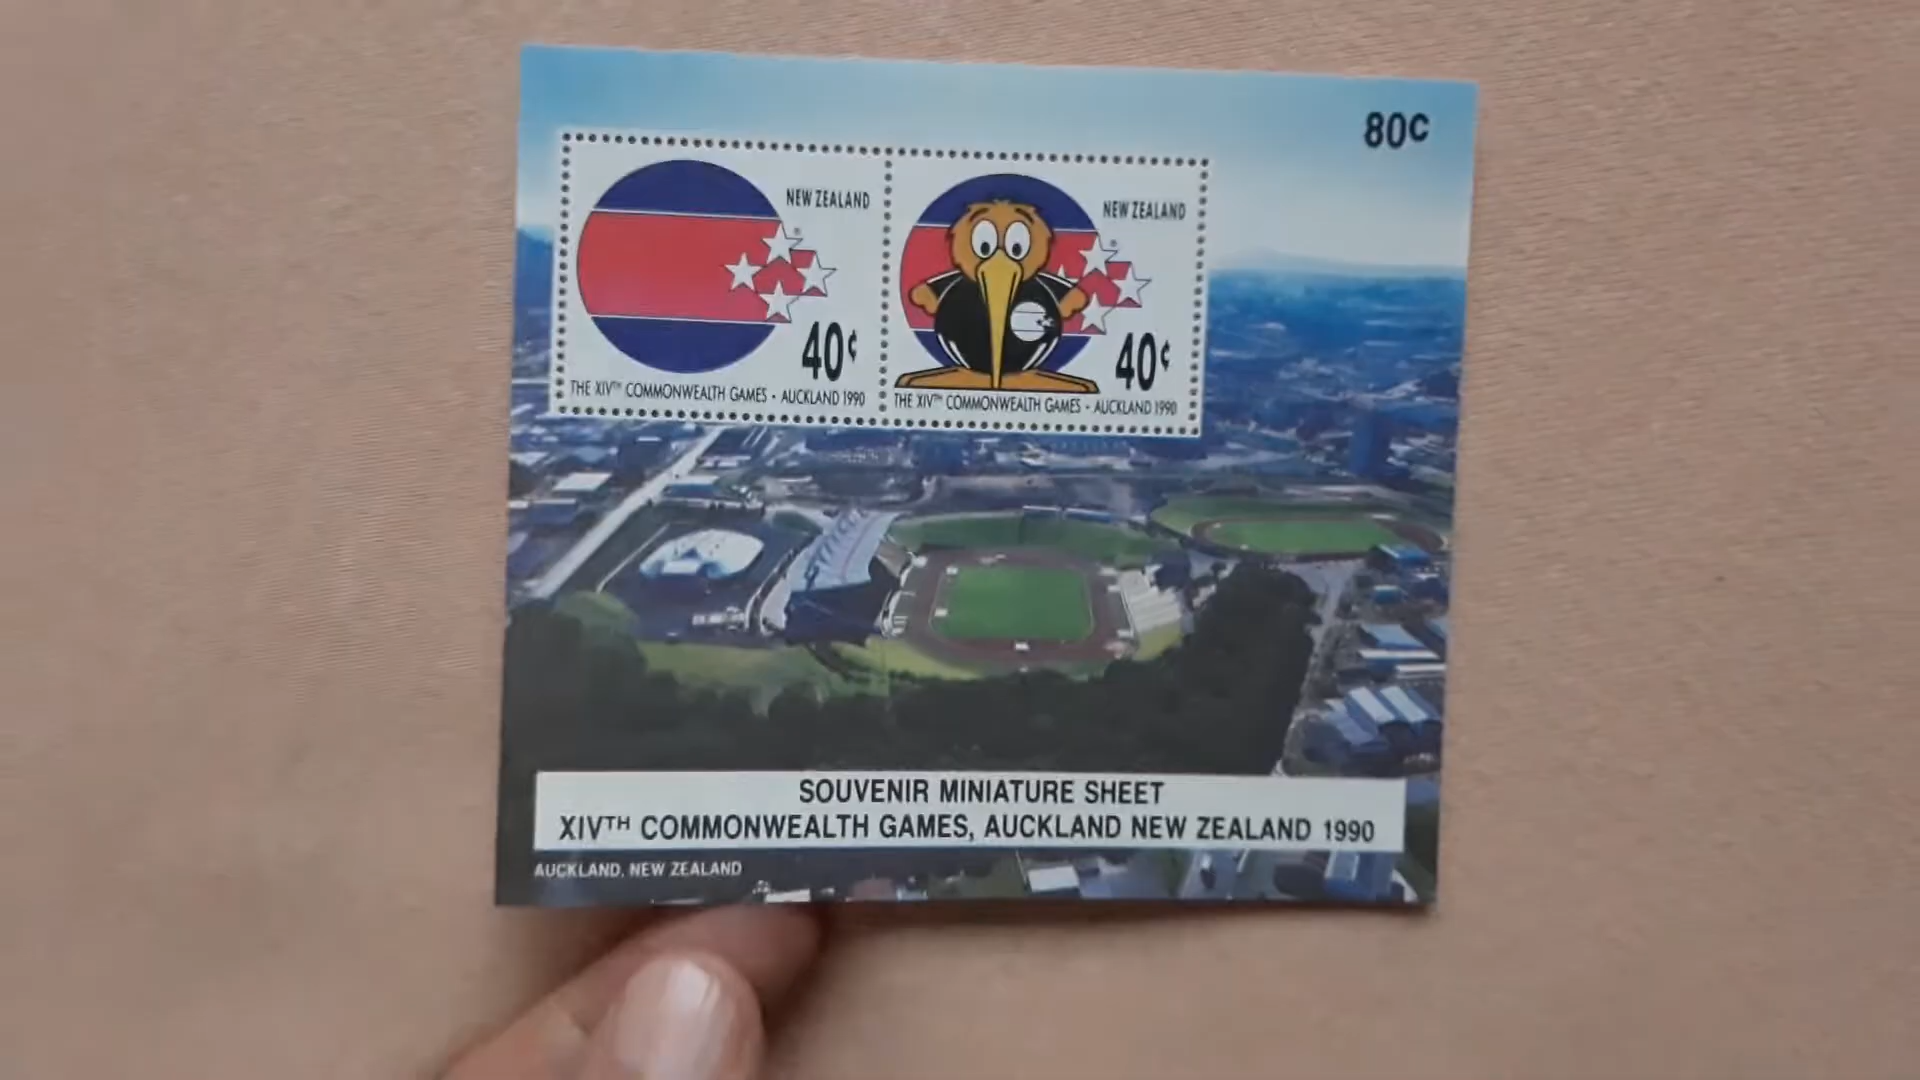 80c
NEW ZEALAND
40¢
THE XIVTH COMMONWEALTH GAMES • AUCKLAND 1990
NEW ZEALAND
40¢
THE XIVTH COMMONWEALTH GAMES • AUCKLAND 1990
SOUVENIR MINIATURE SHEET
XIVTH COMMONWEALTH GAMES, AUCKLAND NEW ZEALAND 1990
AUCKLAND, NEW ZEALAND